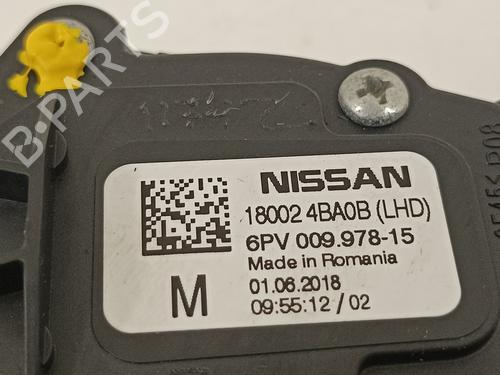 B-PARTS
NISSAN
18002 4BA0B (LHD)
6PV 009.978-15
Made in Romania
M
01.06.2018
09:55:12 / 02